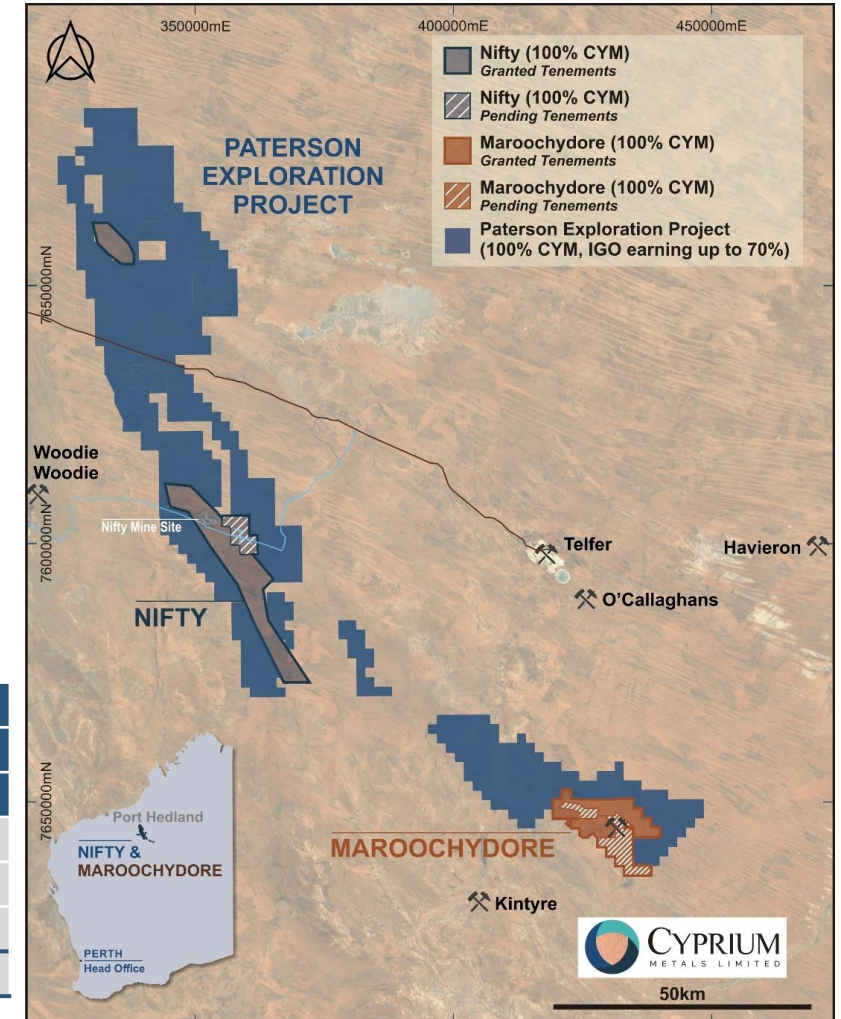 350000mE
400000mE
450000mE
Nifty (100% CYM)
Granted Tenements
Nifty (100% CYM)
Pending Tenements
Maroochydore (100% CYM)
Granted Tenements
Maroochydore (100% CYM)
Pending Tenements
Paterson Exploration Project
(100% CYM, IGO earning up to 70%)
PATERSON
EXPLORATION
PROJECT
7650000mN
Woodie
Woodie
Nifty Mine Site
7600000mN
Telfer
Havieron
O'Callaghans
NIFTY
7650000mN
Port Hedland
NIFTY &
MAROOCHYDORE
PERTH
Head Office
MAROOCHYDORE
Kintyre
CYPRIUM
METALS LIMITED
50km